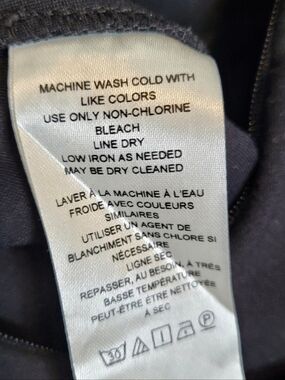 MACHINE WASH COLD WITH
LIKE COLORS
USE ONLY NON-CHLORINE
BLEACH
LINE DRY
LOW IRON AS NEEDED
MAY BE DRY CLEANED
LAVER À LA MACHINE À L'EAU
FROIDE AVEC COULEURS
SIMILAIRES
UTILISER UN AGENT DE
BLANCHIMENT SANS CHLORE SI
NÉCESSAIRE
LIGNE SEC
REPASSER, AU BESOIN, À TRÈS
BASSE TEMPÉRATURE
PEUT-ÊTRE ÊTRE NETTOYÉE
A SEC
30 P